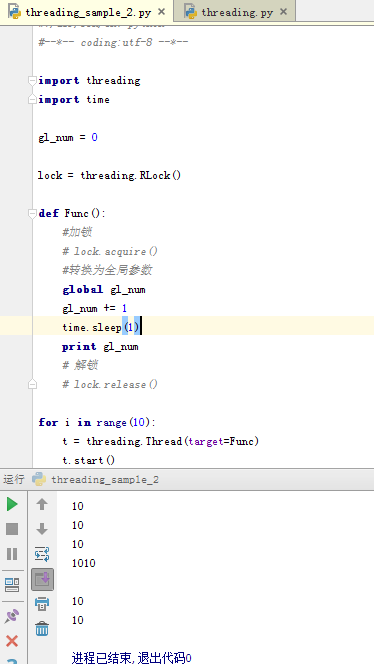 threading_sample_2.py × threading.py ×
#--*-- coding:utf-8 --*--
import threading
import time
gl_num = 0
lock = threading.RLock()
def Func():
#加锁
# lock.acquire()
#转换为全局参数
global gl_num
gl_num += 1
time.sleep(1)
print gl_num
# 解锁
# lock.release()
for i in range(10):
t = threading.Thread(target=Func)
t.start()
运行 threading_sample_2
10
10
10
1010
10
10
进程已结束,退出代码0